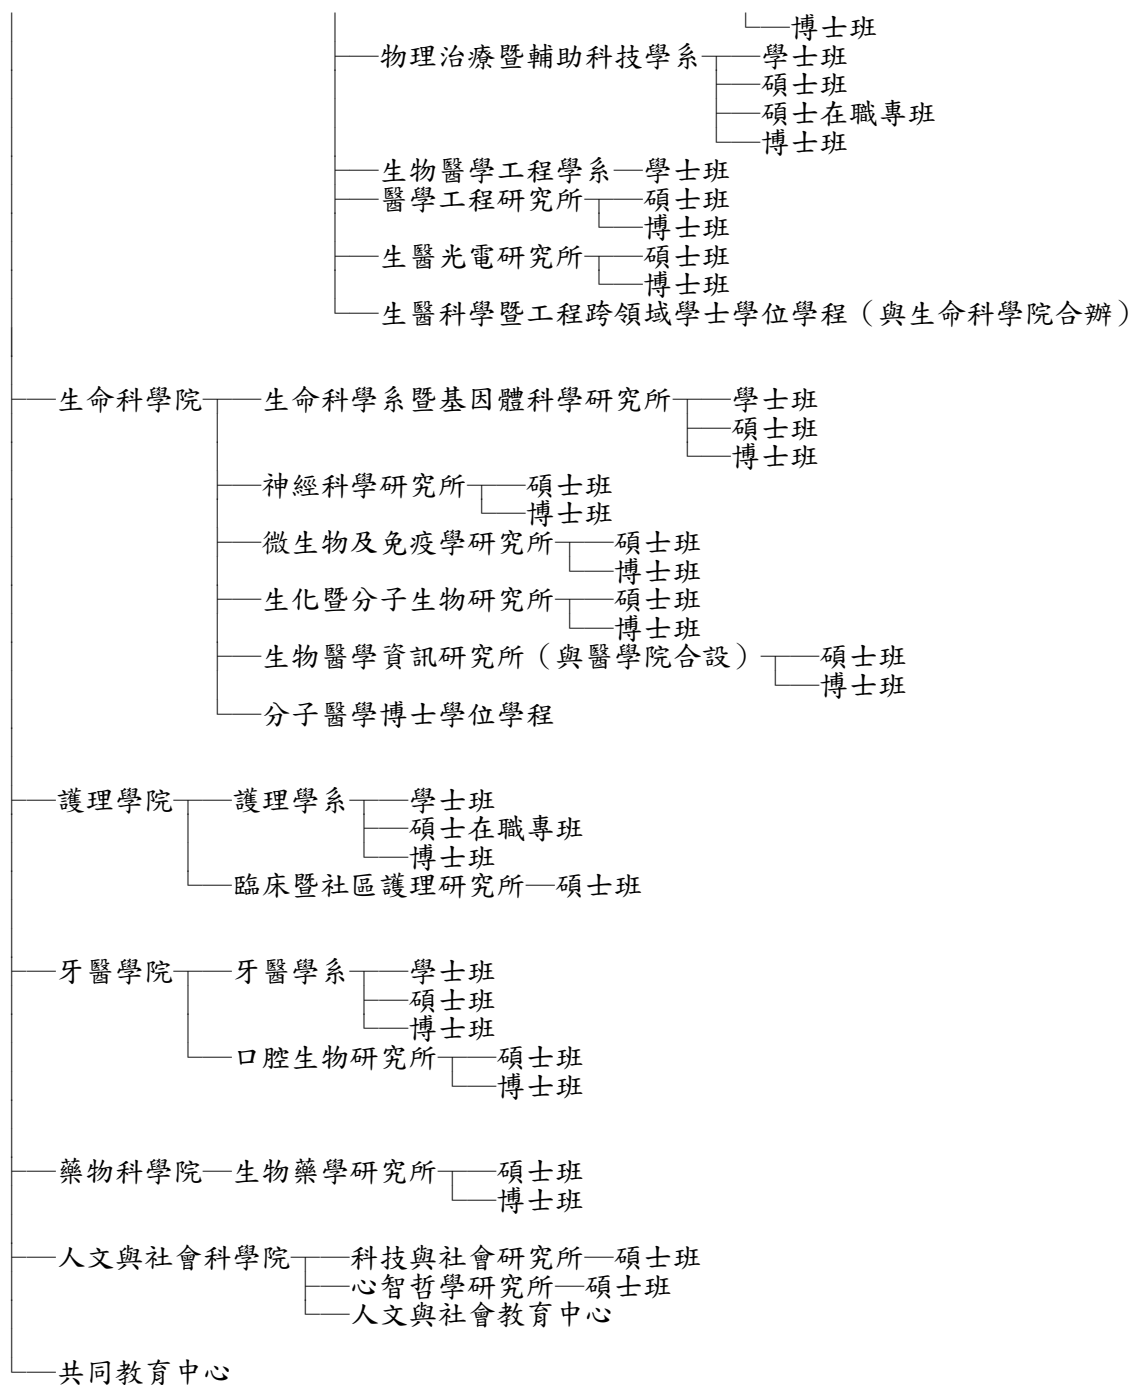 博士班
物理治療暨輔助科技學系 學士班
碩士班
碩士在職專班
博士班
生物醫學工程學系 學士班
醫學工程研究所 碩士班
博士班
生醫光電研究所 碩士班
博士班
生醫科學暨工程跨領域學士學位學程（與生命科學院合辦）
生命科學院 生命科學系暨基因體科學研究所 學士班
碩士班
博士班
神經科學研究所 碩士班
博士班
微生物及免疫學研究所 碩士班
博士班
生化暨分子生物研究所 碩士班
博士班
生物醫學資訊研究所（與醫學院合設） 碩士班
博士班
分子醫學博士學位學程
護理學院 護理學系 學士班
碩士在職專班
博士班
臨床暨社區護理研究所 碩士班
牙醫學院 牙醫學系 學士班
碩士班
博士班
口腔生物研究所 碩士班
博士班
藥物科學院 生物藥學研究所 碩士班
博士班
人文與社會科學院 科技與社會研究所 碩士班
心智哲學研究所 碩士班
人文與社會教育中心
共同教育中心